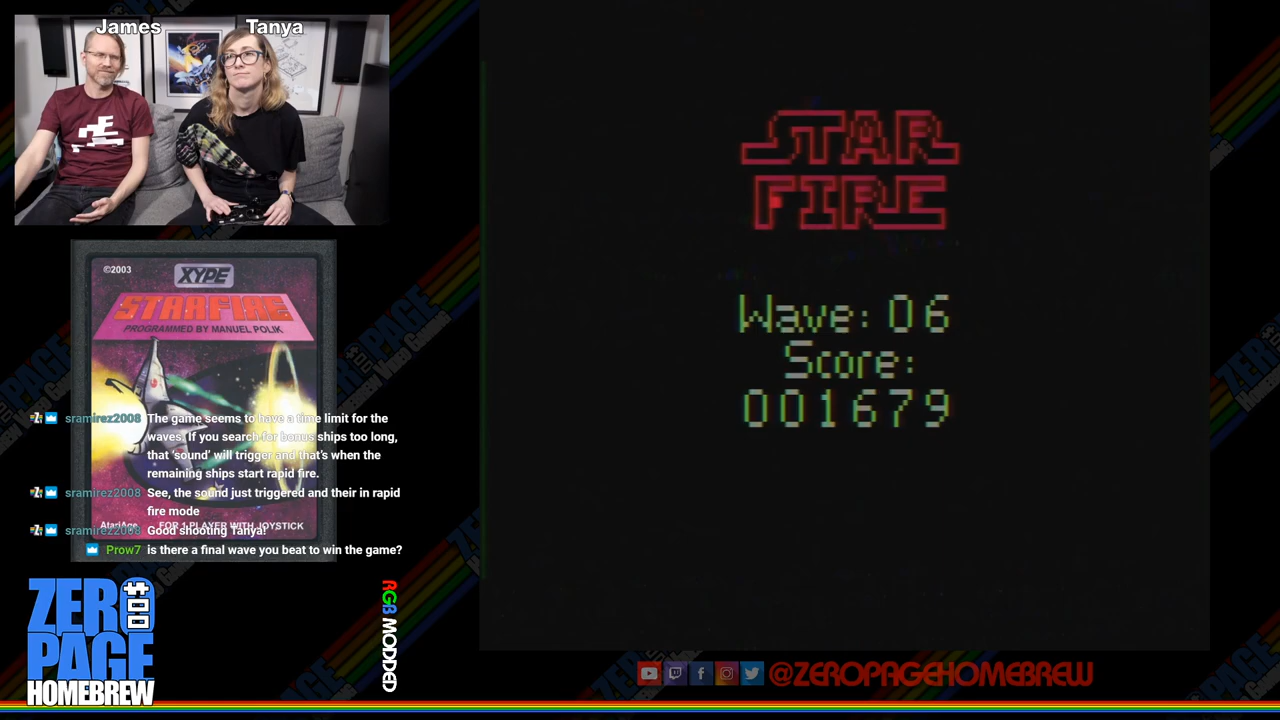 James
Tanya
©2003
XYPE
STARFIRE
PROGRAMMED BY MANUEL POLIK
sramirez2008 The game seems to have a time limit for the
waves. If you search for bonus ships too long,
that 'sound' will trigger and that's when the
remaining ships start rapid fire.
sramirez2008 See, the sound just triggered and their in rapid
fire mode
AtariAge FOR 1 PLAYER WITH JOYSTICK
sramirez2008 Good shooting Tanya!
Prow7 is there a final wave you beat to win the game?
ZERO
PAGE
HOMEBREW
$00
RGB MODDED
STAR
FIRE
Wave: 06
Score:
001679
@ZEROPAGEHOMEBREW